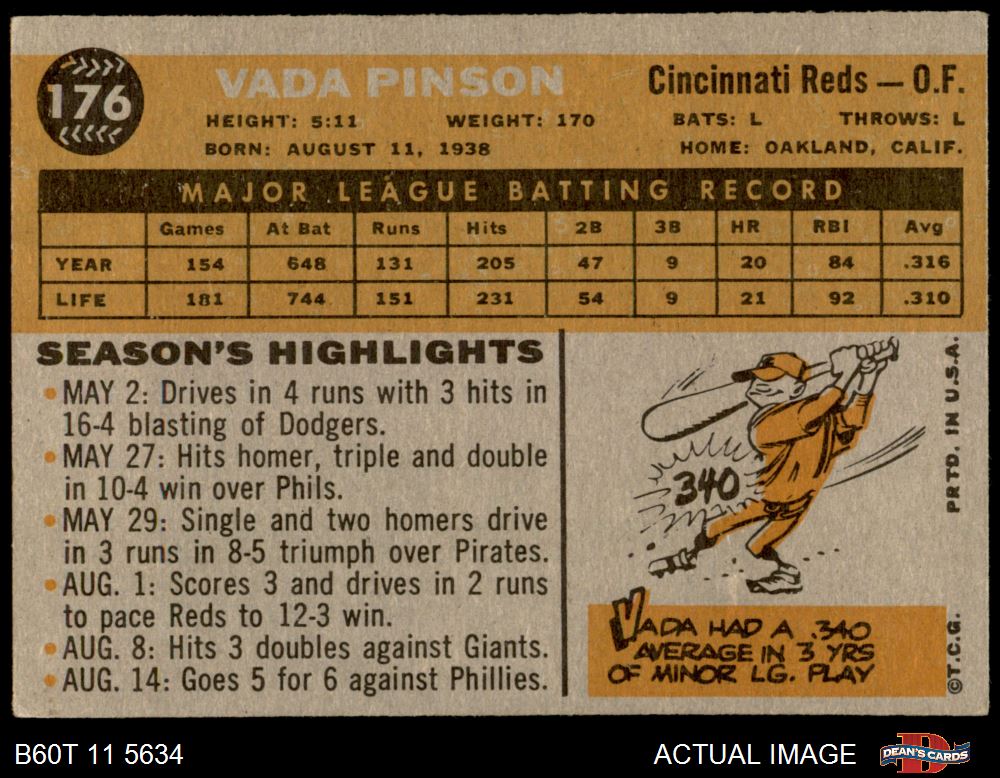 176
VADA PINSON
Cincinnati Reds — O.F.
HEIGHT: 5:11 WEIGHT: 170 BATS: L THROWS: L
BORN: AUGUST 11, 1938 HOME: OAKLAND, CALIF.
MAJOR LEAGUE BATTING RECORD
Games At Bat Runs Hits 2B 3B HR RBI Avg
YEAR 154 648 131 205 47 9 20 84 .316
LIFE 181 744 151 231 54 9 21 92 .310
SEASON'S HIGHLIGHTS
• MAY 2: Drives in 4 runs with 3 hits in
16-4 blasting of Dodgers.
• MAY 27: Hits homer, triple and double
in 10-4 win over Phils.
• MAY 29: Single and two homers drive
in 3 runs in 8-5 triumph over Pirates.
• AUG. 1: Scores 3 and drives in 2 runs
to pace Reds to 12-3 win.
• AUG. 8: Hits 3 doubles against Giants.
• AUG. 14: Goes 5 for 6 against Phillies.
340
VADA HAD A .340
AVERAGE IN 3 YRS
OF MINOR LG. PLAY
©T.C.G. PRTD. IN U.S.A.
B60T 11 5634
ACTUAL IMAGE
DEAN'S CARDS